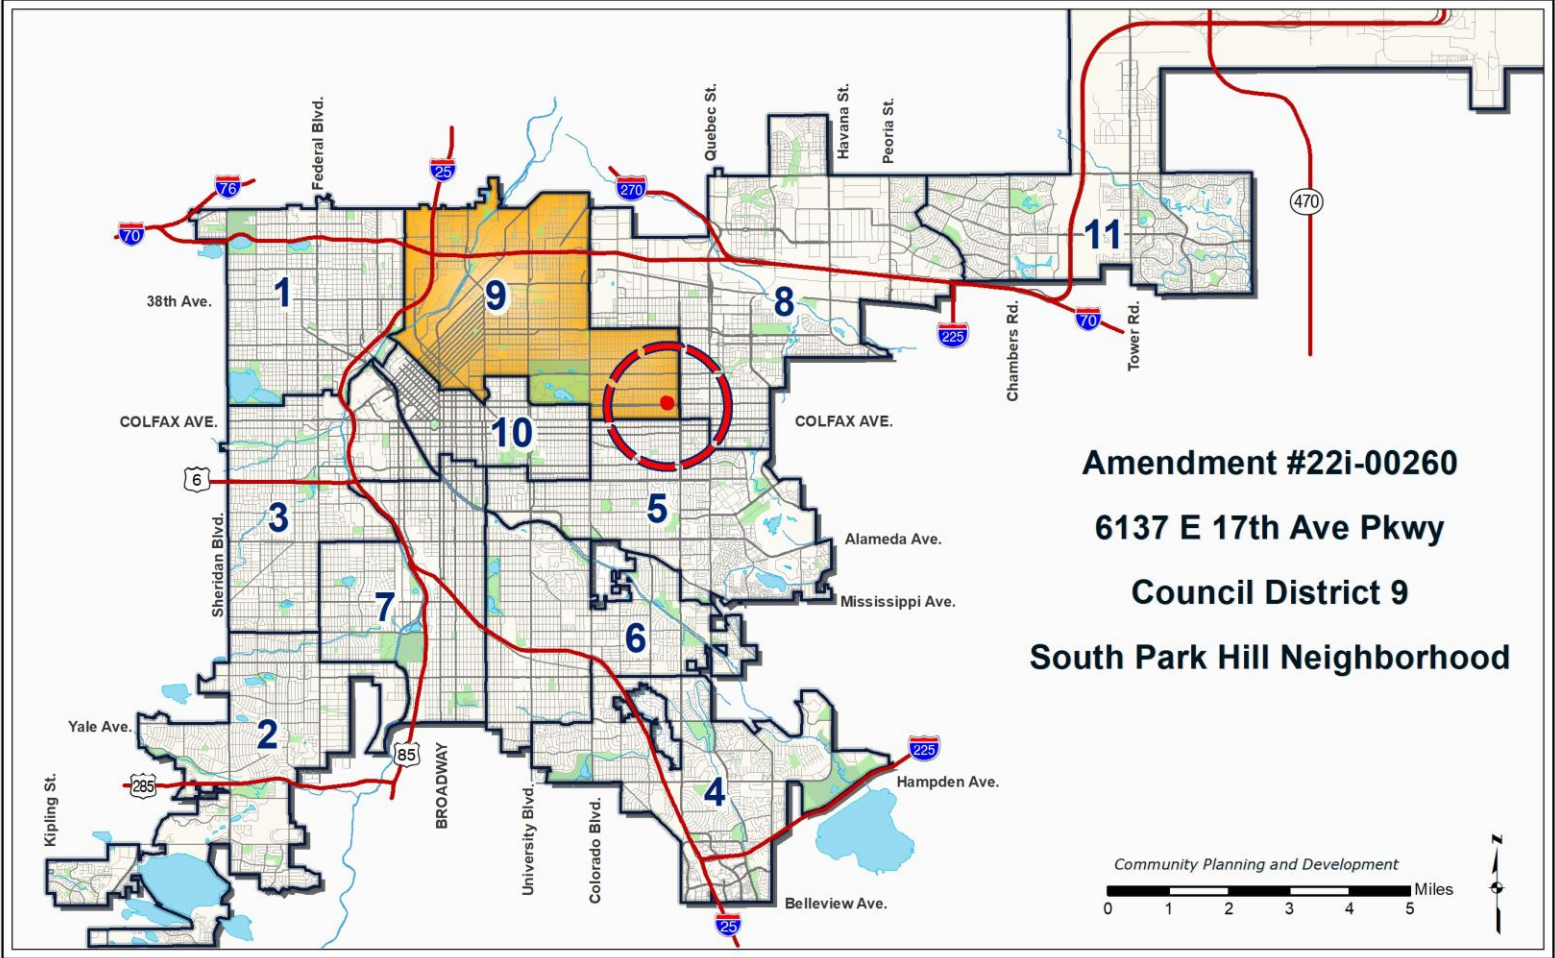 Federal Blvd.
Quebec St.
Havana St.
Peoria St.
76
25
270
70
470
11
38th Ave.
1
9
8
225
70
Chambers Rd.
Tower Rd.
COLFAX AVE.
10
COLFAX AVE.
Amendment #22i-00260
6137 E 17th Ave Pkwy
Council District 9
South Park Hill Neighborhood
6
3
5
Sheridan Blvd.
Alameda Ave.
7
Mississippi Ave.
6
Yale Ave.
2
85
225
285
BROADWAY
University Blvd.
Colorado Blvd.
4
Hampden Ave.
Kipling St.
Belleview Ave.
25
Community Planning and Development
Miles
0 1 2 3 4 5
N